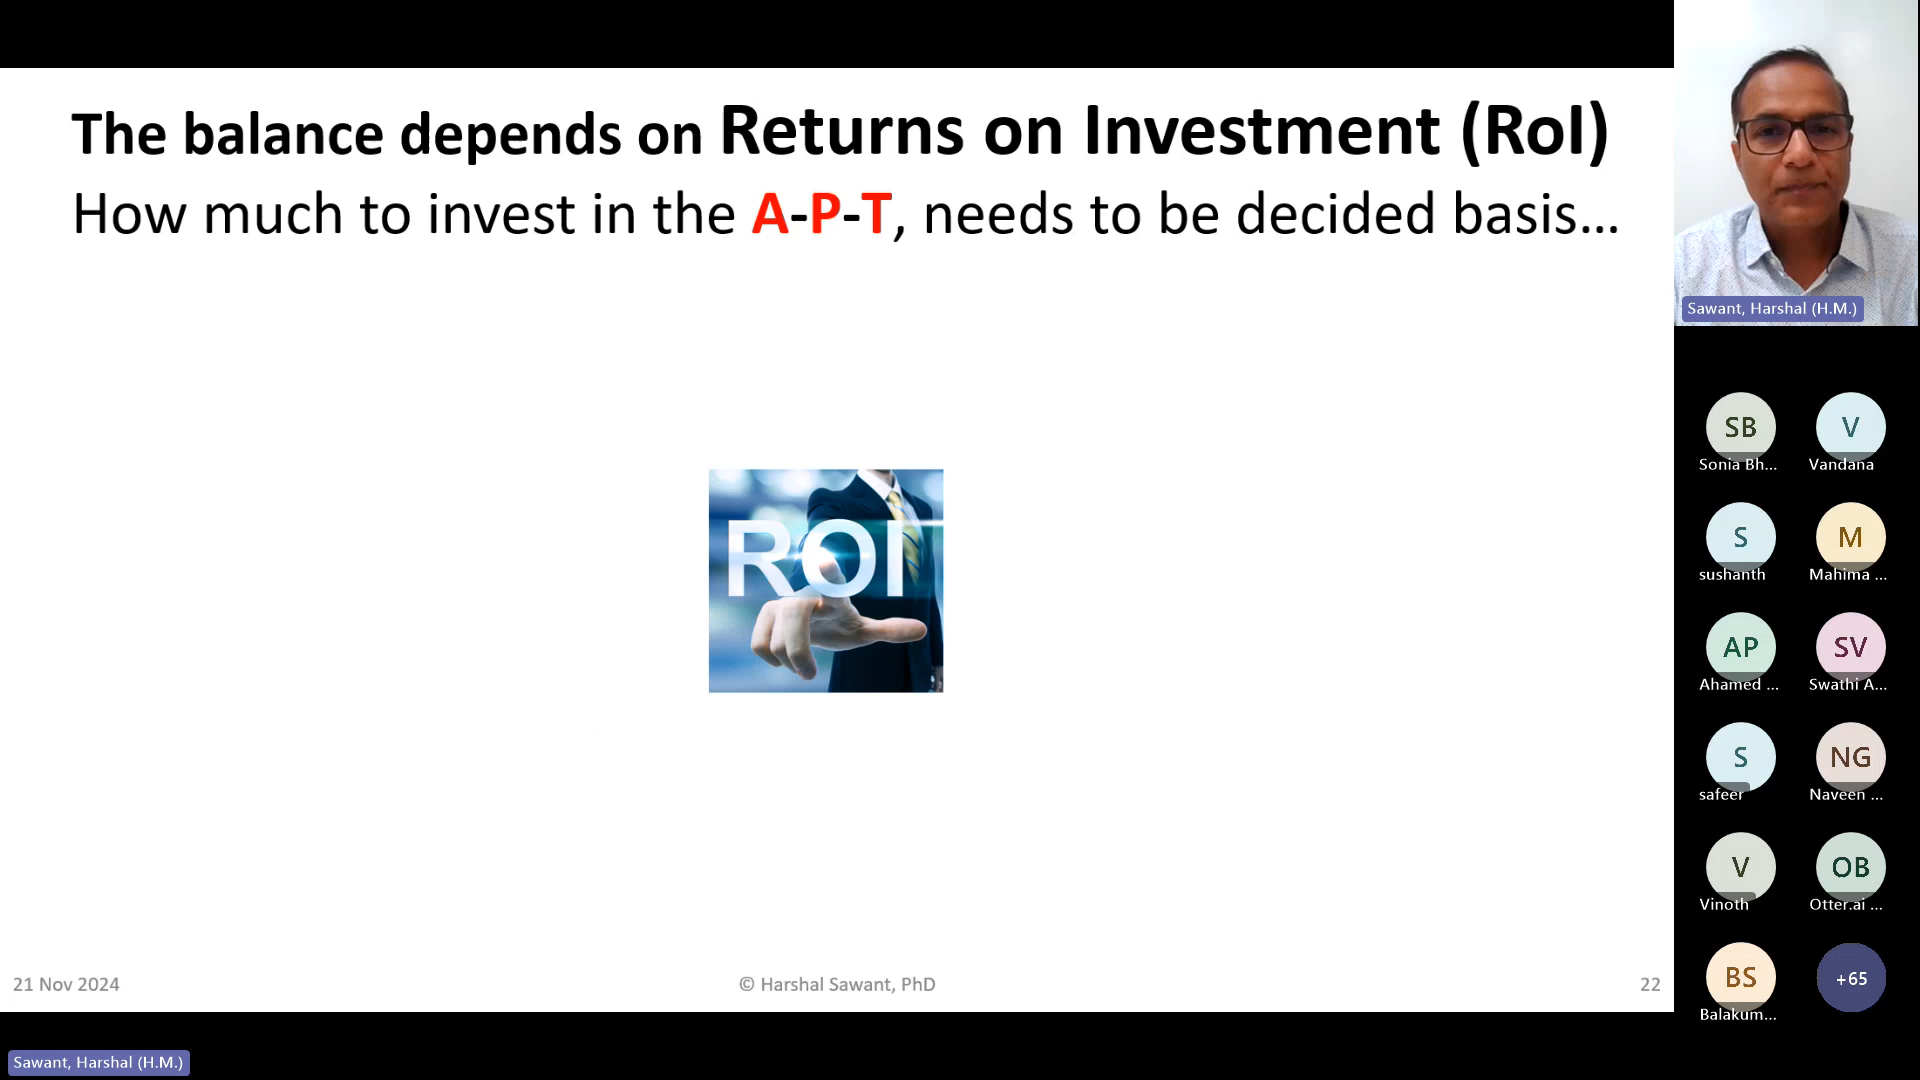 The balance depends on Returns on Investment (RoI)
How much to invest in the A-P-T, needs to be decided basis...
ROI
21 Nov 2024
© Harshal Sawant, PhD
22
Sawant, Harshal (H.M.)
SB
Sonia Bh...
V
Vandana
S
sushanth
M
Mahima ...
AP
Ahamed ...
SV
Swathi A...
S
safeer
NG
Naveen ...
V
Vinoth
OB
Otter.ai ...
BS
Balakum...
+65
Sawant, Harshal (H.M.)